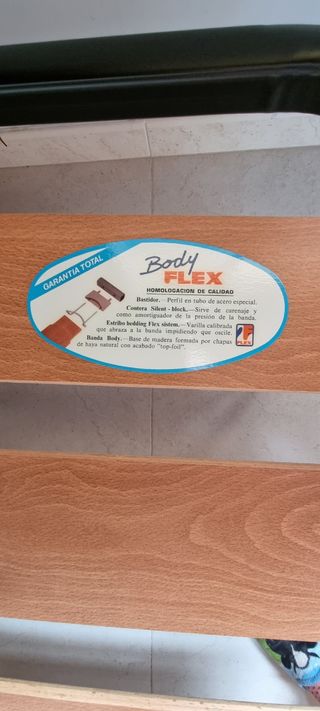 GARANTIA TOTAL
Body
FLEX
HOMOLOGACION DE CALIDAD
Bastidor. — Perfil en tubo de acero especial.
Contera Silent - block. — Sirve de carenaje y
como amortiguador de la presión de la banda.
Estribo bedding Flex sistem. — Varilla calibrada
que abraza a la banda impidiendo que oscile.
Banda Body. — Base de madera formada por chapas
de haya natural con acabado "top-foil".
FLEX